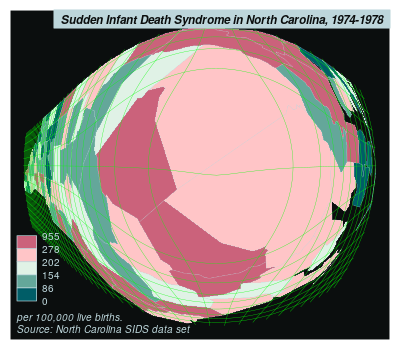 Sudden Infant Death Syndrome in North Carolina, 1974-1978
955
278
202
154
86
0
per 100,000 live births.
Source: North Carolina SIDS data set